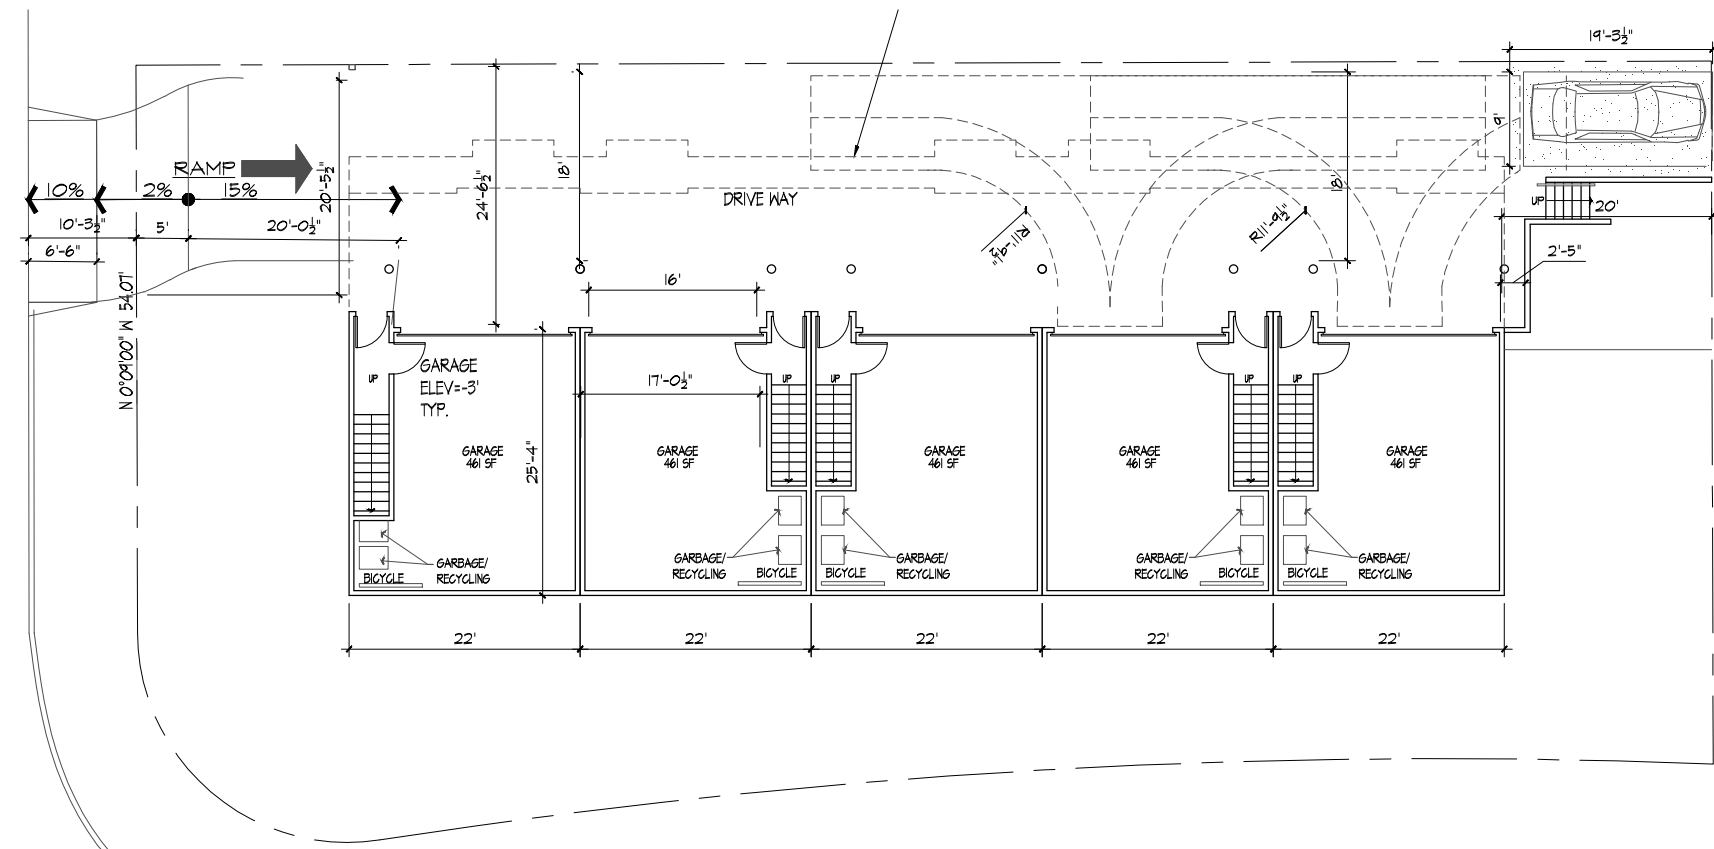 19'-3½"
9'
RAMP
10% 2% 15%
20'-5½"
24'-6½"
18'
18'
DRIVE WAY
UP
20'
10'-3½"
5'
20'-0½"
R11'-9½"
R11'-9½"
6'-6"
2'-5"
16'
N 0°09'00" M 54.07'
GARAGE
ELEV=-3'
TYP.
UP
UP
UP
UP
UP
17'-0½"
25'-4"
GARAGE
461 SF
GARAGE
461 SF
GARAGE
461 SF
GARAGE
461 SF
GARAGE
461 SF
GARBAGE/
RECYCLING
BICYCLE
GARBAGE/
RECYCLING
BICYCLE
BICYCLE
GARBAGE/
RECYCLING
GARBAGE/
RECYCLING
BICYCLE
BICYCLE
GARBAGE/
RECYCLING
22' 22' 22' 22' 22'